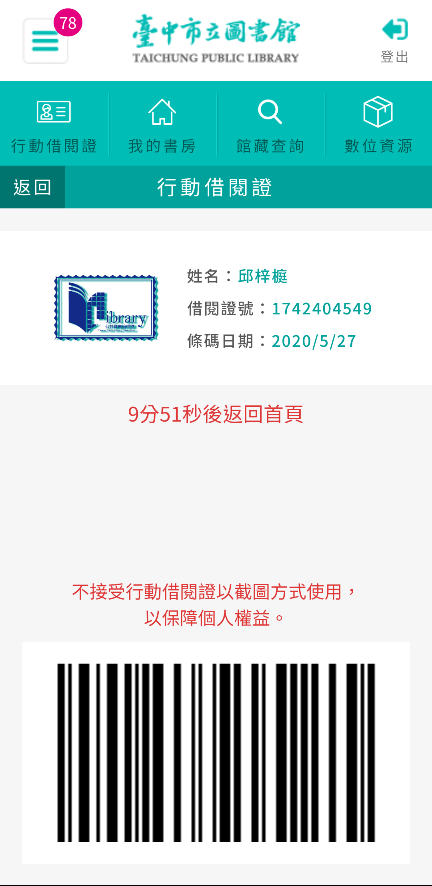 78
臺中市立圖書館
TAICHUNG PUBLIC LIBRARY
登出
行動借閱證
我的書房
館藏查詢
數位資源
返回
行動借閱證
Library
姓名：邱梓樾
借閱證號：1742404549
條碼日期：2020/5/27
9分51秒後返回首頁
不接受行動借閱證以截圖方式使用，
以保障個人權益。